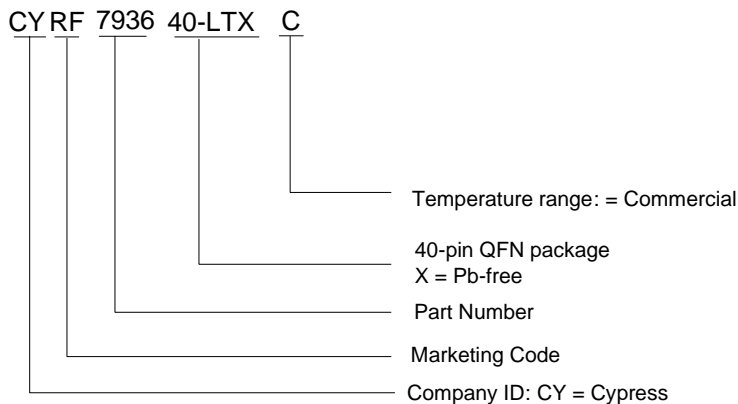 CY RF 7936 40-LTX C
Temperature range: = Commercial
40-pin QFN package
X = Pb-free
Part Number
Marketing Code
Company ID: CY = Cypress